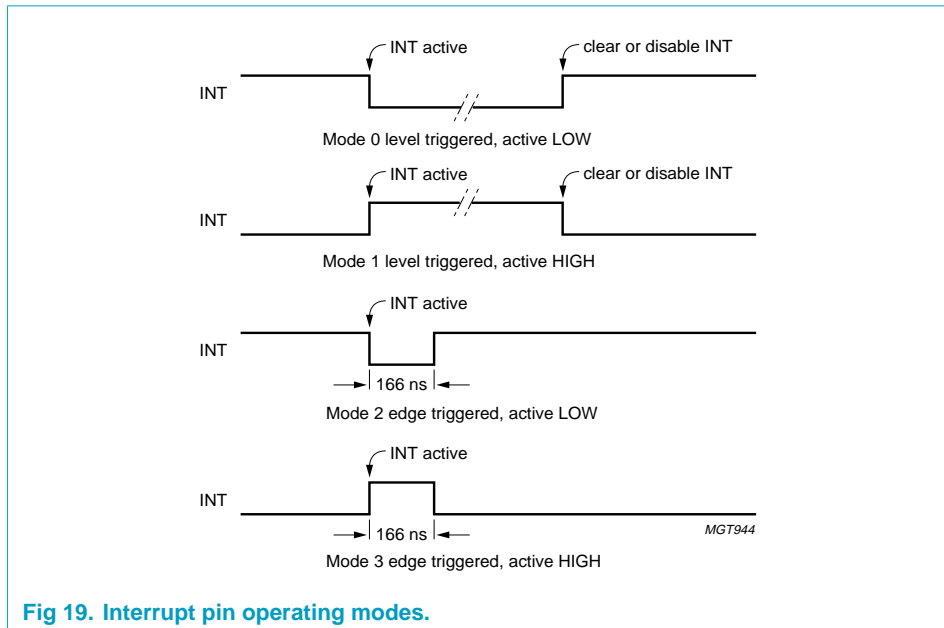 INT active
clear or disable INT
INT
Mode 0 level triggered, active LOW
INT active
clear or disable INT
INT
Mode 1 level triggered, active HIGH
INT active
INT
166 ns
Mode 2 edge triggered, active LOW
INT active
INT
166 ns
MGT944
Mode 3 edge triggered, active HIGH
Fig 19. Interrupt pin operating modes.